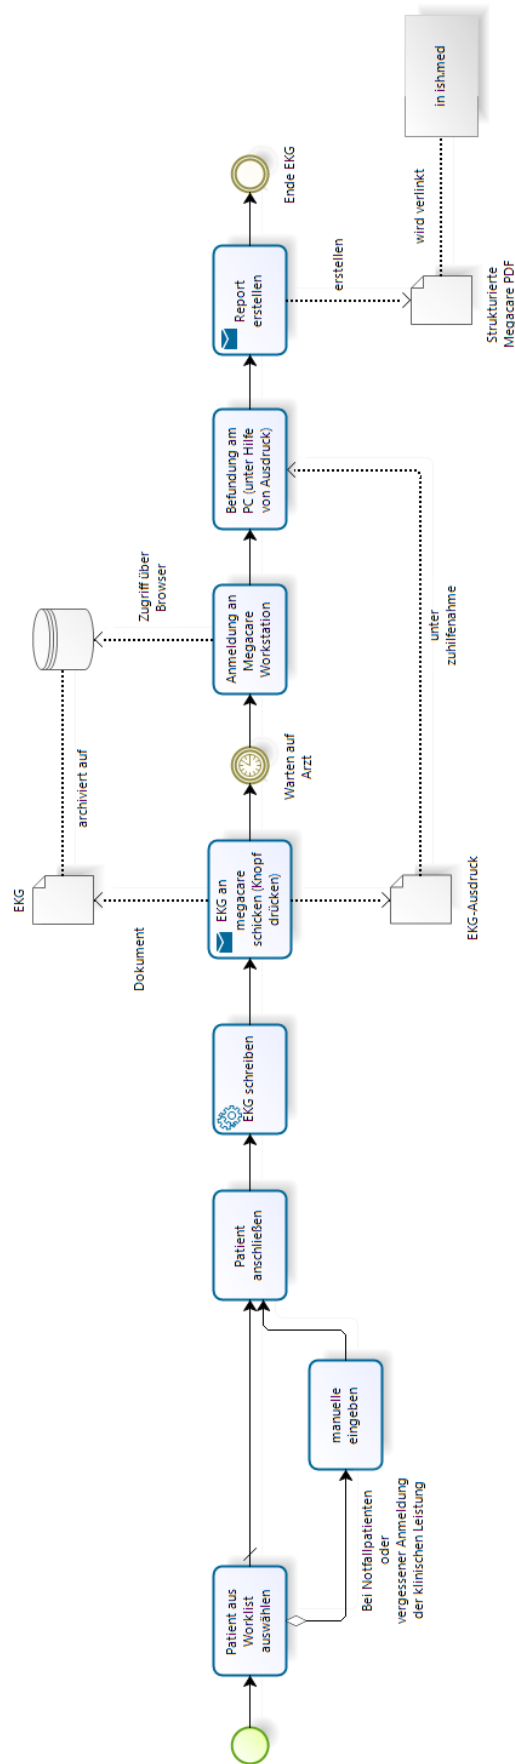 Patient aus
Worklist
auswählen
Bei Notfallpatienten
oder
vergessener Anmeldung
der klinischen Leistung
manuelle
eingeben
Patient
anschließen
EKG schreiben
EKG an
megacare
schicken (Knopf
drücken)
Dokument
EKG
archiviert auf
EKG-Ausdruck
unter
zuhilfenahme
Warten auf
Arzt
Anmeldung an
Megacare
Workstation
Zugriff über
Browser
Befundung am
PC (unter Hilfe
von Ausdruck)
Report
erstellen
erstellen
Strukturierte
Megacare PDF
wird verlinkt
in ish.med
Ende EKG